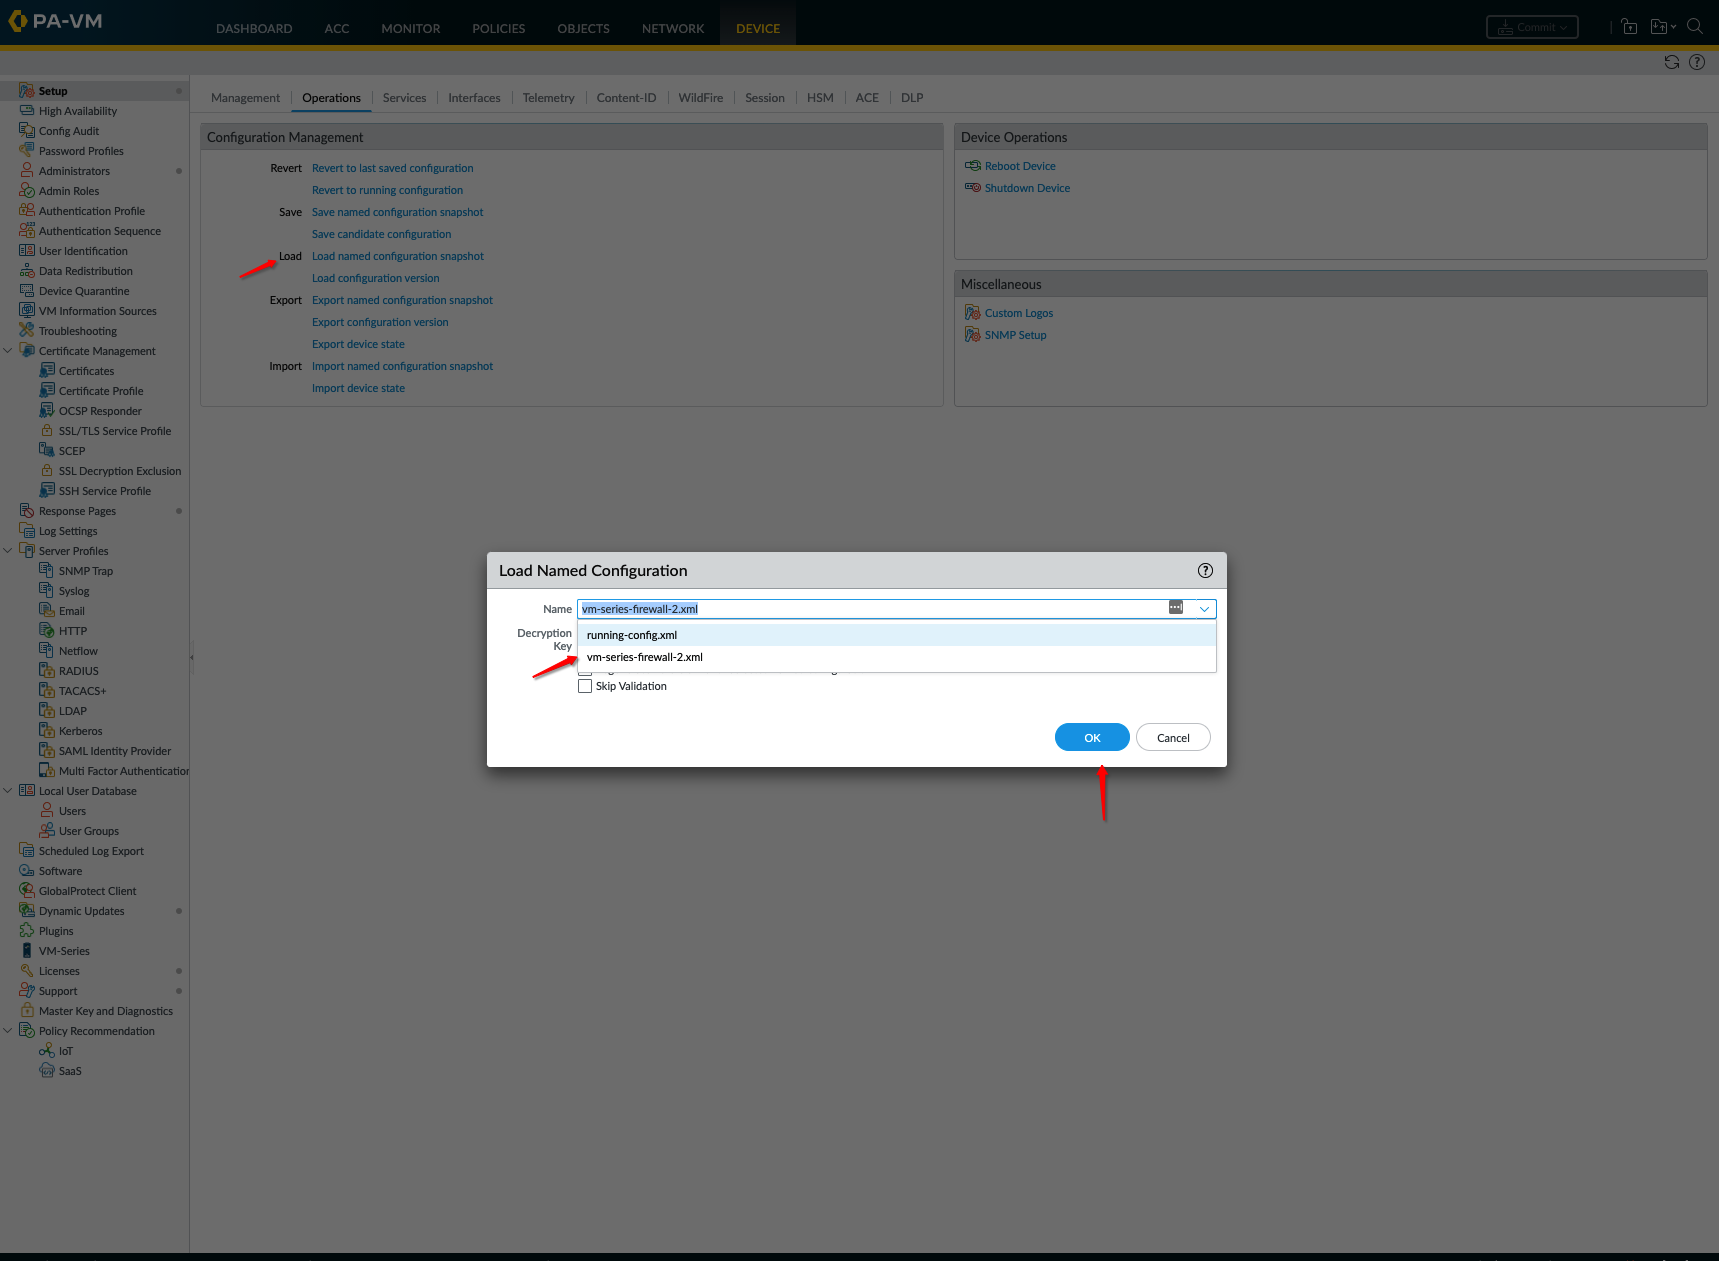 PA-VM
DASHBOARD ACC MONITOR POLICIES OBJECTS NETWORK DEVICE
Commit
Setup
High Availability
Config Audit
Password Profiles
Administrators
Admin Roles
Authentication Profile
Authentication Sequence
User Identification
Data Redistribution
Device Quarantine
VM Information Sources
Troubleshooting
Certificate Management
Certificates
Certificate Profile
OCSP Responder
SSL/TLS Service Profile
SCEP
SSL Decryption Exclusion
SSH Service Profile
Response Pages
Log Settings
Server Profiles
SNMP Trap
Syslog
Email
HTTP
Netflow
RADIUS
TACACS+
LDAP
Kerberos
SAML Identity Provider
Multi Factor Authentication
Local User Database
Users
User Groups
Scheduled Log Export
Software
GlobalProtect Client
Dynamic Updates
Plugins
VM-Series
Licenses
Support
Master Key and Diagnostics
Policy Recommendation
IoT
SaaS
Management Operations Services Interfaces Telemetry Content-ID WildFire Session HSM ACE DLP
Configuration Management
Revert Revert to last saved configuration
Revert to running configuration
Save Save named configuration snapshot
Save candidate configuration
Load Load named configuration snapshot
Load configuration version
Export Export named configuration snapshot
Export configuration version
Export device state
Import Import named configuration snapshot
Import device state
Device Operations
Reboot Device
Shutdown Device
Miscellaneous
Custom Logos
SNMP Setup
Load Named Configuration
Name vm-series-firewall-2.xml
Decryption
Key
running-config.xml
vm-series-firewall-2.xml
Skip Validation
OK Cancel